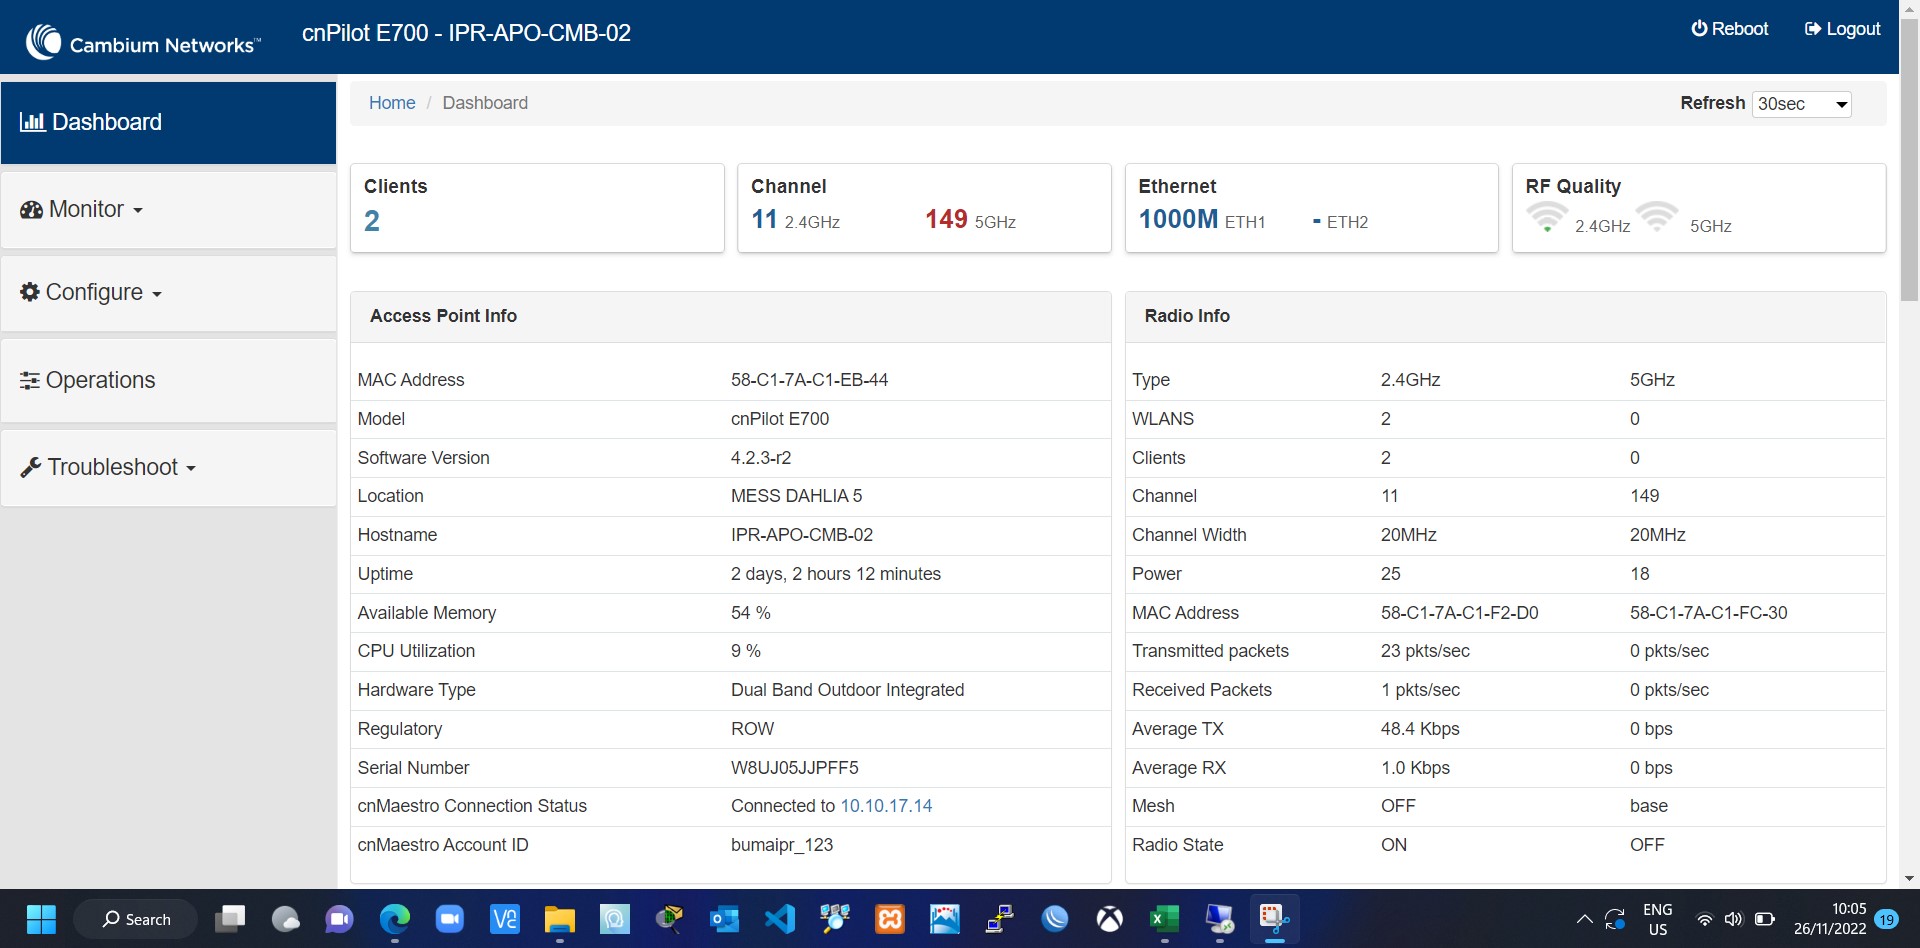 Cambium Networks™
cnPilot E700 - IPR-APO-CMB-02
Reboot
Logout
Dashboard
Monitor
Configure
Operations
Troubleshoot
Home / Dashboard
Refresh 30sec
Clients
2
Channel
11 2.4GHz 149 5GHz
Ethernet
1000M ETH1 - ETH2
RF Quality
2.4GHz 5GHz
Access Point Info
MAC Address 58-C1-7A-C1-EB-44
Model cnPilot E700
Software Version 4.2.3-r2
Location MESS DAHLIA 5
Hostname IPR-APO-CMB-02
Uptime 2 days, 2 hours 12 minutes
Available Memory 54 %
CPU Utilization 9 %
Hardware Type Dual Band Outdoor Integrated
Regulatory ROW
Serial Number W8UJ05JJPFF5
cnMaestro Connection Status Connected to 10.10.17.14
cnMaestro Account ID bumaipr_123
Radio Info
Type 2.4GHz 5GHz
WLANS 2 0
Clients 2 0
Channel 11 149
Channel Width 20MHz 20MHz
Power 25 18
MAC Address 58-C1-7A-C1-F2-D0 58-C1-7A-C1-FC-30
Transmitted packets 23 pkts/sec 0 pkts/sec
Received Packets 1 pkts/sec 0 pkts/sec
Average TX 48.4 Kbps 0 bps
Average RX 1.0 Kbps 0 bps
Mesh OFF base
Radio State ON OFF
Search
ENG
US
10:05
26/11/2022
19